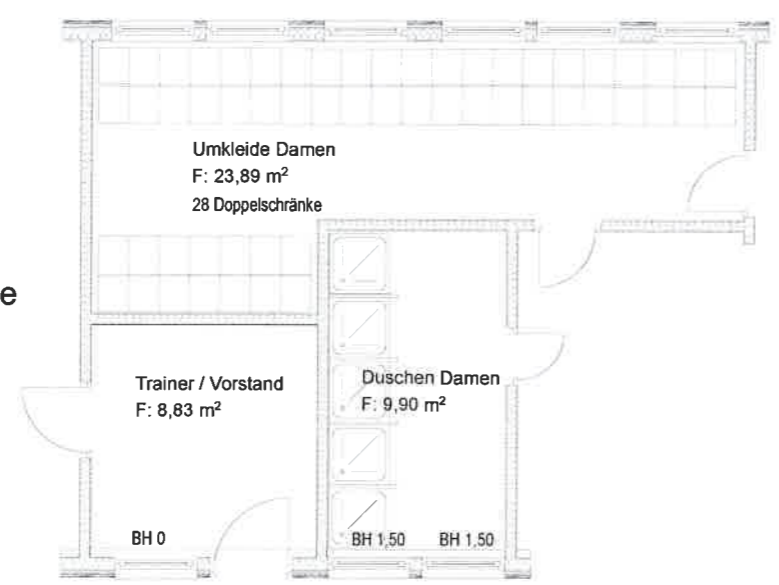 Umkleide Damen
F: 23,89 m²
28 Doppelschränke
e
Trainer / Vorstand
F: 8,83 m²
Duschen Damen
F: 9,90 m²
BH 0
BH 1,50
BH 1,50